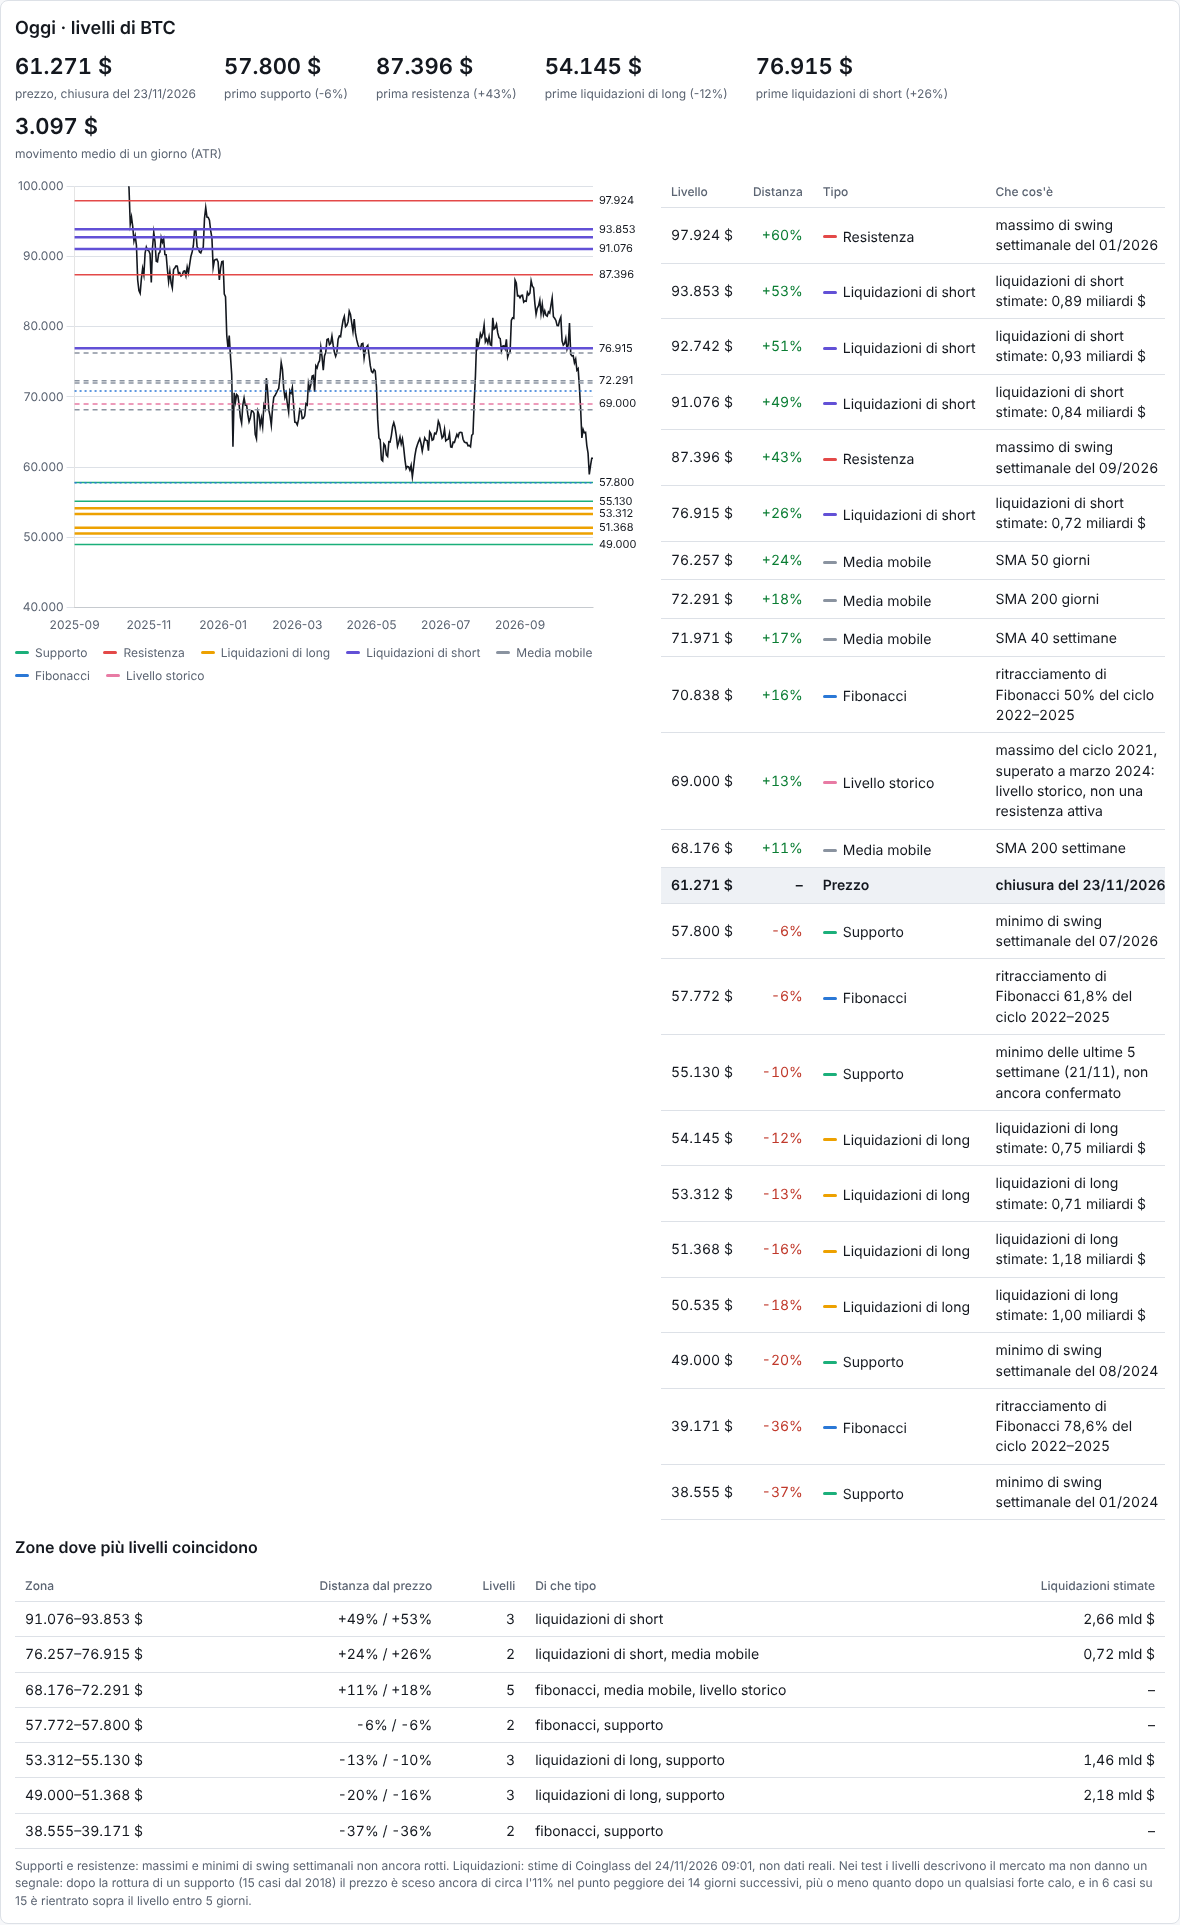 Oggi · livelli di BTC
61.271 $
prezzo, chiusura del 23/11/2026
57.800 $
primo supporto (-6%)
87.396 $
prima resistenza (+43%)
54.145 $
prime liquidazioni di long (-12%)
76.915 $
prime liquidazioni di short (+26%)
3.097 $
movimento medio di un giorno (ATR)
100.000
90.000
80.000
70.000
60.000
50.000
40.000
97.924
93.853
91.076
87.396
76.915
72.291
69.000
57.800
55.130
53.312
51.368
49.000
2025-09 2025-11 2026-01 2026-03 2026-05 2026-07 2026-09
Supporto Resistenza Liquidazioni di long Liquidazioni di short Media mobile
Fibonacci Livello storico
Livello Distanza Tipo Che cos'è
97.924 $ +60% Resistenza massimo di swing
settimanale del 01/2026
93.853 $ +53% Liquidazioni di short liquidazioni di short
stimate: 0,89 miliardi $
92.742 $ +51% Liquidazioni di short liquidazioni di short
stimate: 0,93 miliardi $
91.076 $ +49% Liquidazioni di short liquidazioni di short
stimate: 0,84 miliardi $
87.396 $ +43% Resistenza massimo di swing
settimanale del 09/2026
76.915 $ +26% Liquidazioni di short liquidazioni di short
stimate: 0,72 miliardi $
76.257 $ +24% Media mobile SMA 50 giorni
72.291 $ +18% Media mobile SMA 200 giorni
71.971 $ +17% Media mobile SMA 40 settimane
70.838 $ +16% Fibonacci ritracciamento di
Fibonacci 50% del ciclo
2022–2025
69.000 $ +13% Livello storico massimo del ciclo 2021,
superato a marzo 2024:
livello storico, non una
resistenza attiva
68.176 $ +11% Media mobile SMA 200 settimane
61.271 $ – Prezzo chiusura del 23/11/2026
57.800 $ -6% Supporto minimo di swing
settimanale del 07/2026
57.772 $ -6% Fibonacci ritracciamento di
Fibonacci 61,8% del
ciclo 2022–2025
55.130 $ -10% Supporto minimo delle ultime 5
settimane (21/11), non
ancora confermato
54.145 $ -12% Liquidazioni di long liquidazioni di long
stimate: 0,75 miliardi $
53.312 $ -13% Liquidazioni di long liquidazioni di long
stimate: 0,71 miliardi $
51.368 $ -16% Liquidazioni di long liquidazioni di long
stimate: 1,18 miliardi $
50.535 $ -18% Liquidazioni di long liquidazioni di long
stimate: 1,00 miliardi $
49.000 $ -20% Supporto minimo di swing
settimanale del 08/2024
39.171 $ -36% Fibonacci ritracciamento di
Fibonacci 78,6% del
ciclo 2022–2025
38.555 $ -37% Supporto minimo di swing
settimanale del 01/2024
Zone dove più livelli coincidono
Zona Distanza dal prezzo Livelli Di che tipo Liquidazioni stimate
91.076–93.853 $ +49% / +53% 3 liquidazioni di short 2,66 mld $
76.257–76.915 $ +24% / +26% 2 liquidazioni di short, media mobile 0,72 mld $
68.176–72.291 $ +11% / +18% 5 fibonacci, media mobile, livello storico –
57.772–57.800 $ -6% / -6% 2 fibonacci, supporto –
53.312–55.130 $ -13% / -10% 3 liquidazioni di long, supporto 1,46 mld $
49.000–51.368 $ -20% / -16% 3 liquidazioni di long, supporto 2,18 mld $
38.555–39.171 $ -37% / -36% 2 fibonacci, supporto –
Supporti e resistenze: massimi e minimi di swing settimanali non ancora rotti. Liquidazioni: stime di Coinglass del 24/11/2026 09:01, non dati reali. Nei test i livelli descrivono il mercato ma non danno un
segnale: dopo la rottura di un supporto (15 casi dal 2018) il prezzo è sceso ancora di circa l'11% nel punto peggiore dei 14 giorni successivi, più o meno quanto dopo un qualsiasi forte calo, e in 6 casi su
15 è rientrato sopra il livello entro 5 giorni.